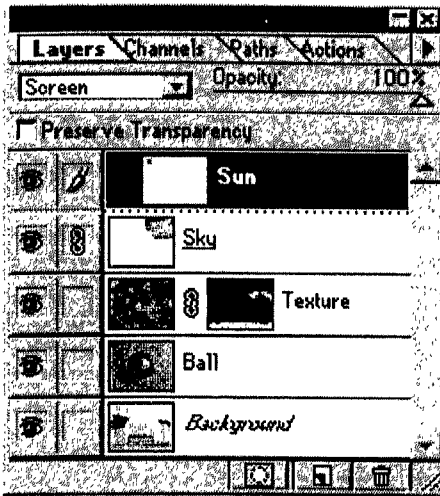 Layers Channels Paths Actions
Screen Opacity: 100%
Preserve Transparency
Sun
Sky
Texture
Ball
Background